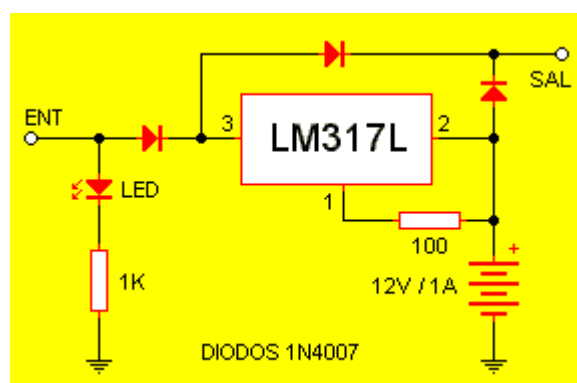 SAL
ENT
3
LM317L
2
LED
1
100
1K
+
12V / 1A
DIODOS 1N4007